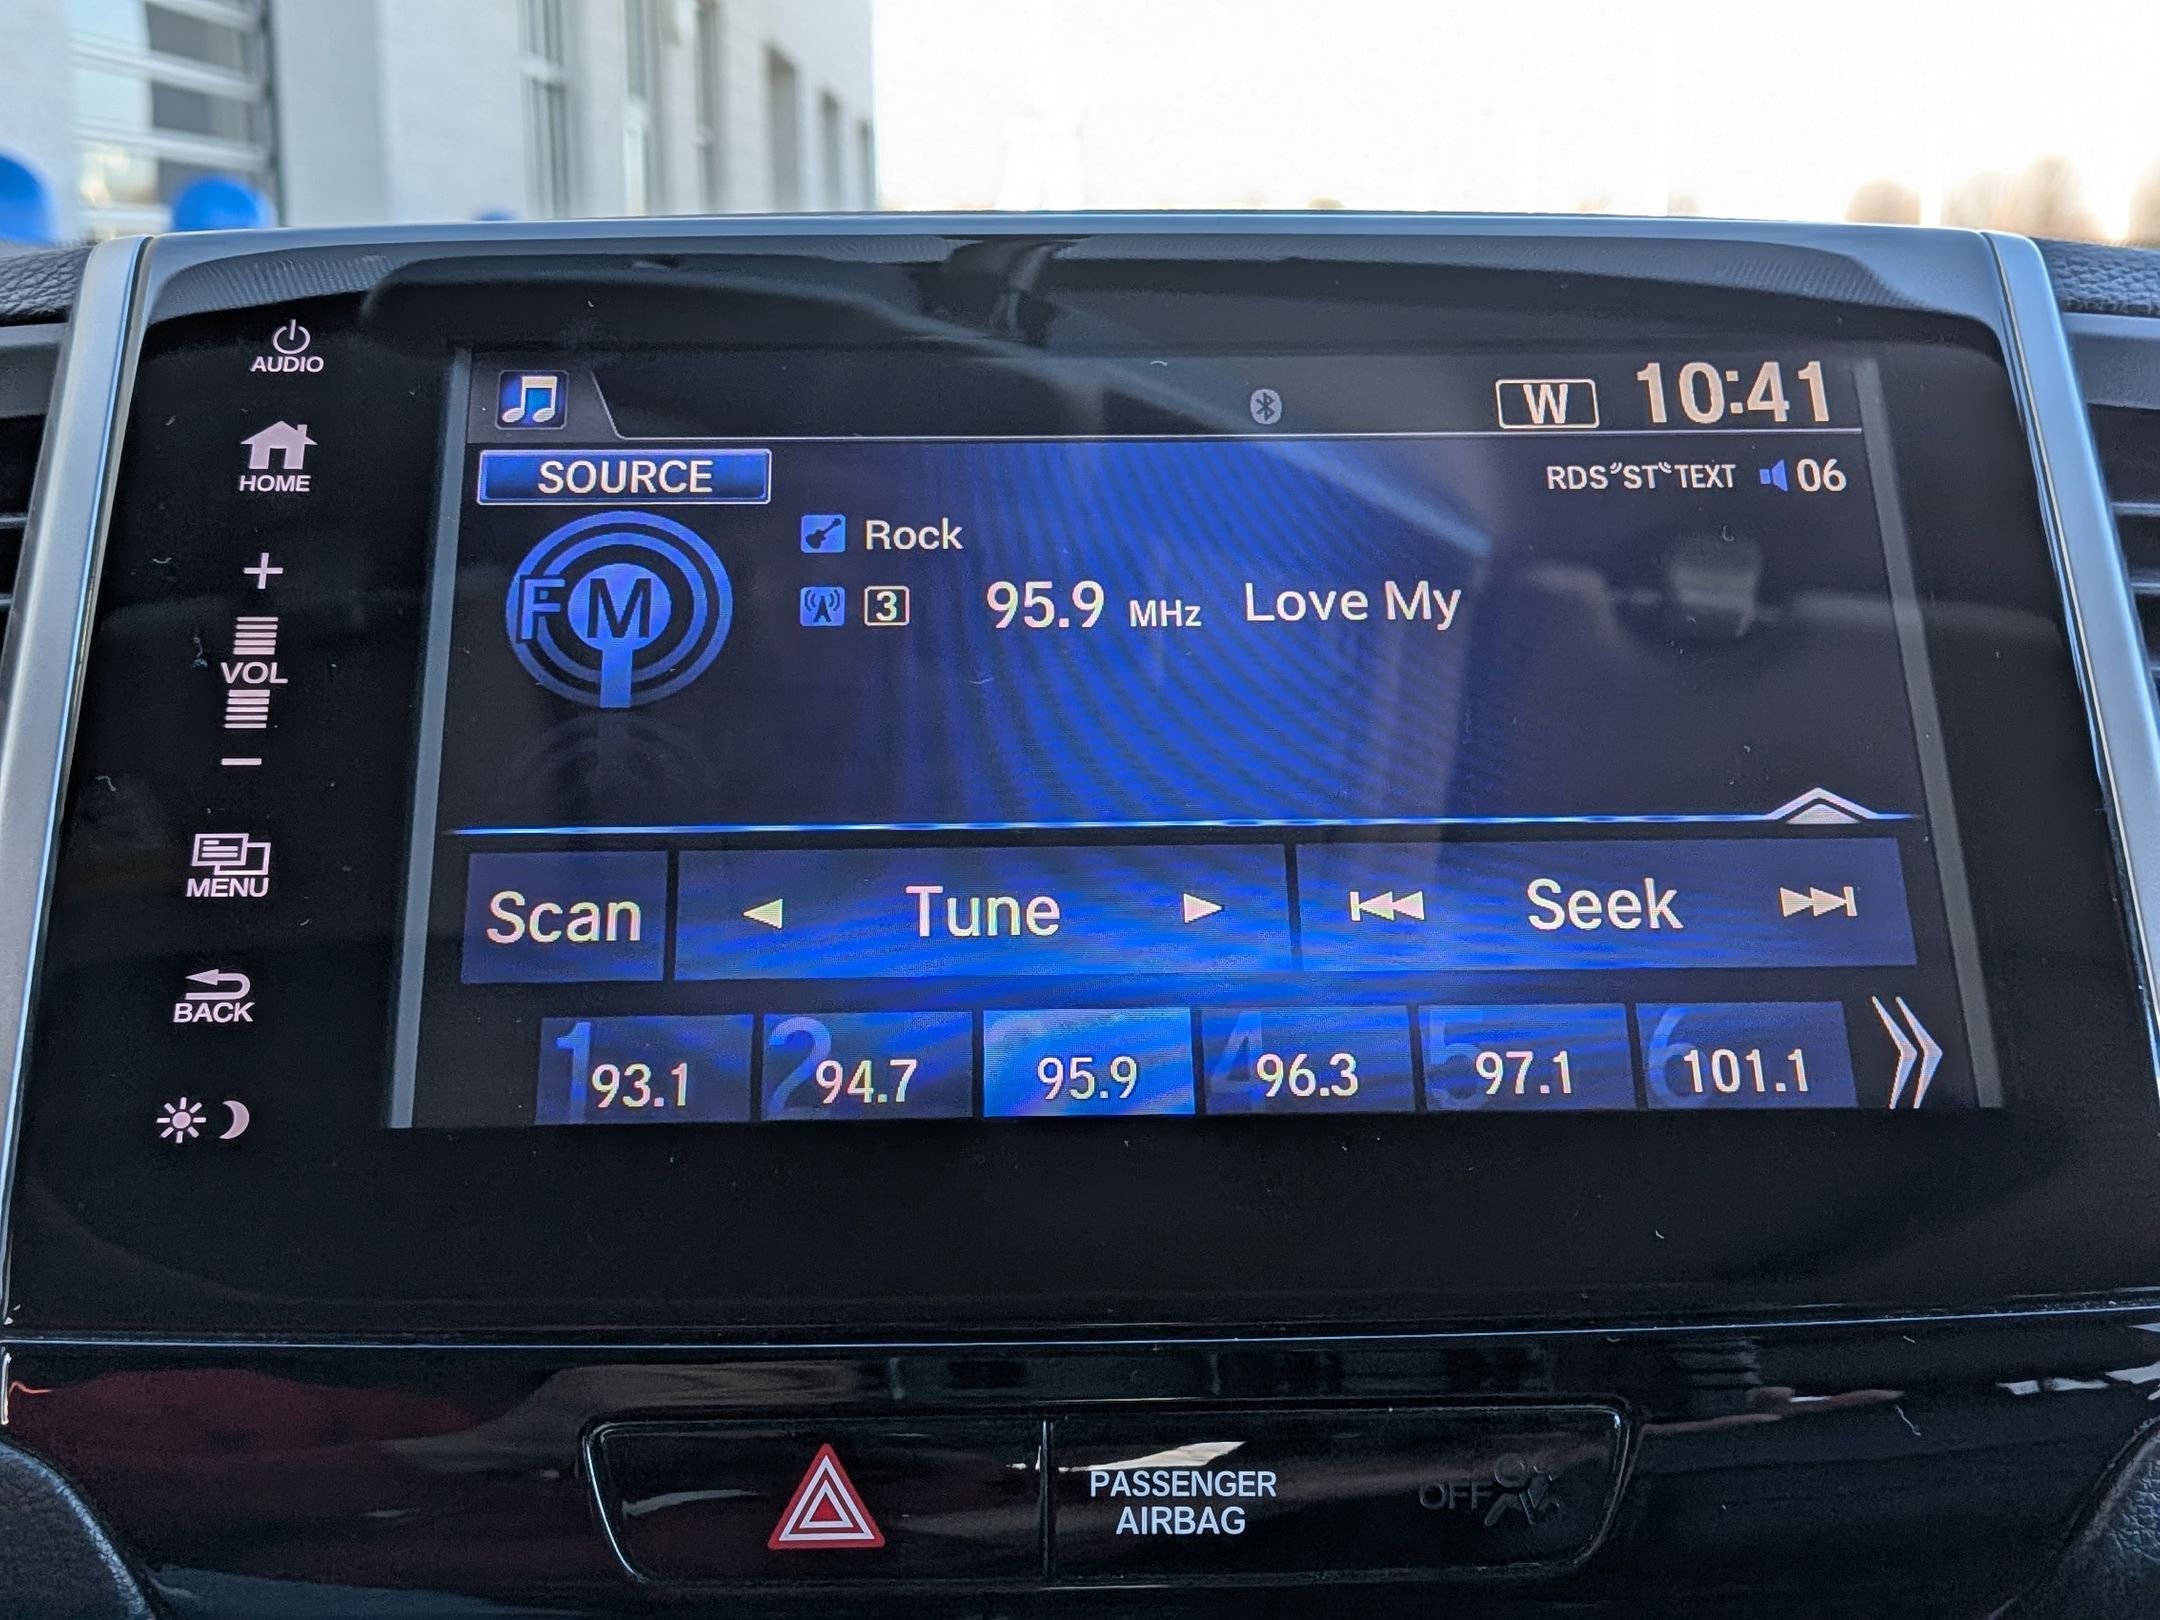 AUDIO
HOME
+
VOL
−
MENU
BACK
W 10:41
SOURCE
RDS ST TEXT 06
FM
Rock
3 95.9 MHz Love My
Scan Tune Seek
1 93.1
2 94.7
95.9
4 96.3
5 97.1
6 101.1
PASSENGER
AIRBAG
OFF